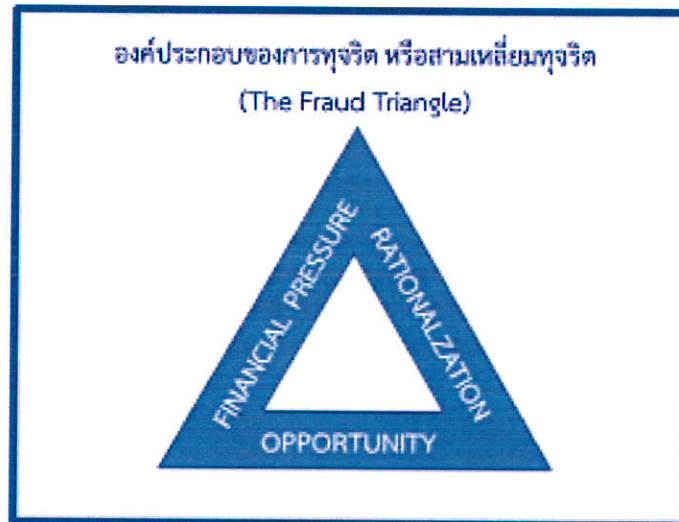 องค์ประกอบของการทุจริต หรือสามเหลี่ยมทุจริต
(The Fraud Triangle)
FINANCIAL PRESSURE
RATIONALZATION
OPPORTUNITY